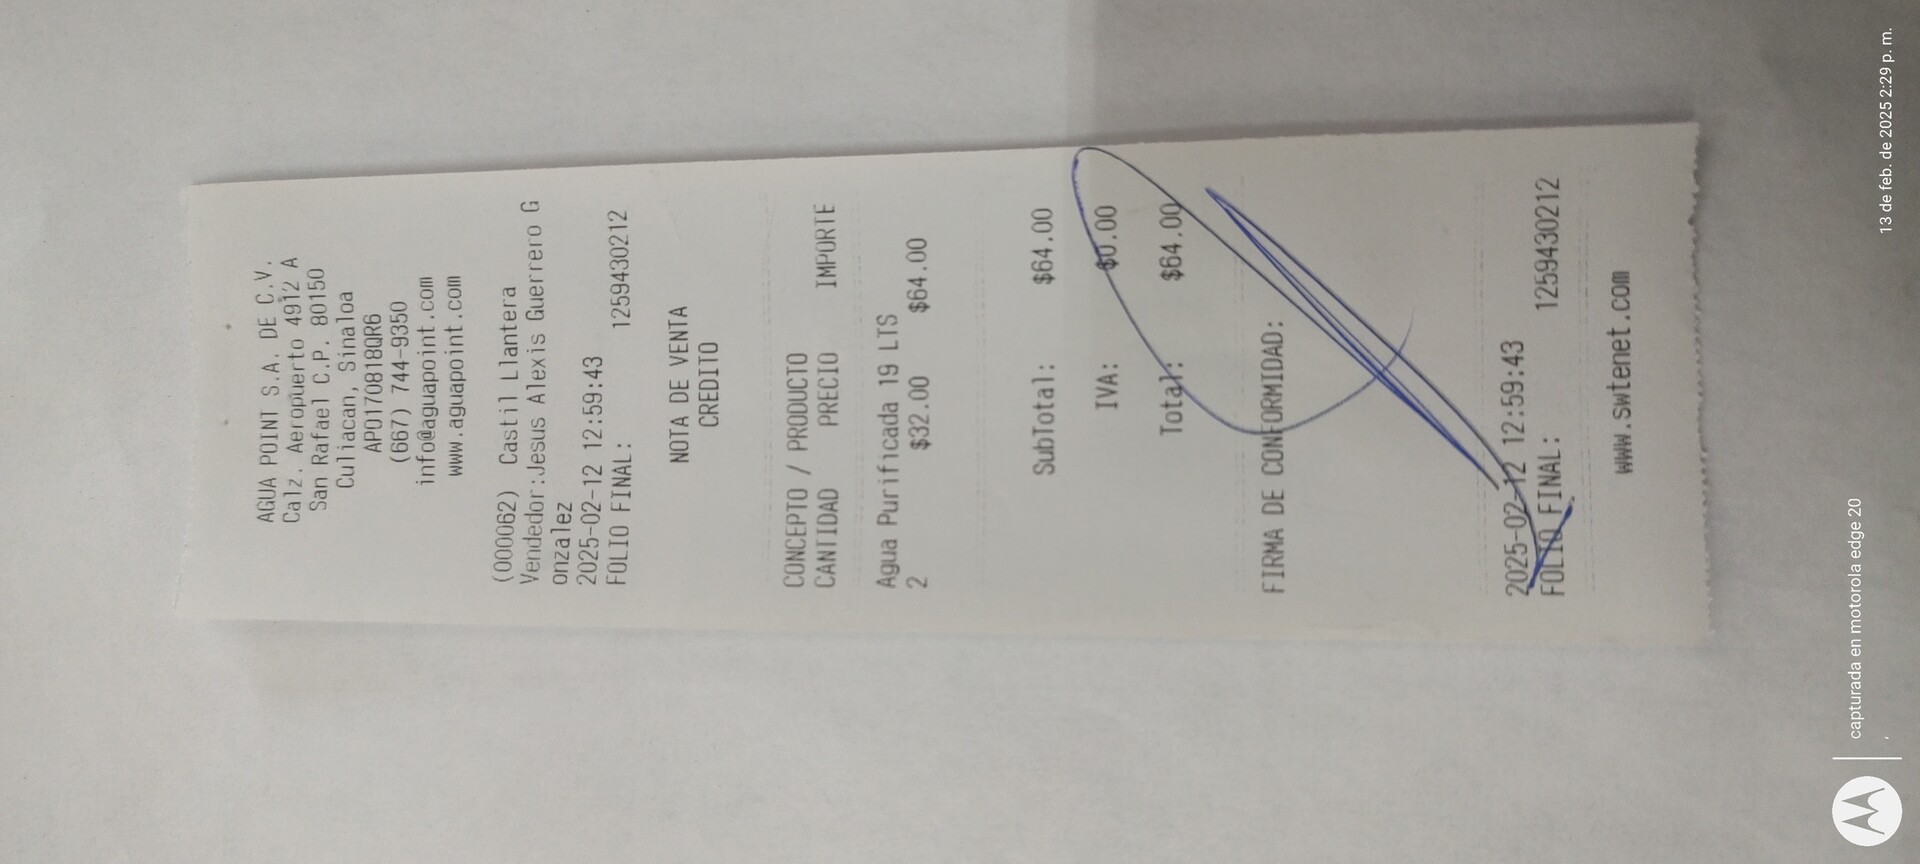 AGUA POINT S.A. DE C.V.
Calz. Aeropuerto 4912 A
San Rafael C.P. 80150
Culiacan, Sinaloa
APO170818QR6
(667) 744-9350
info@aguapoint.com
www.aguapoint.com
(000062) Castil Llantera
Vendedor:Jesus Alexis Guerrero G
onzalez
2025-02-12 12:59:43
FOLIO FINAL: 1259430212
NOTA DE VENTA
CREDITO
CONCEPTO / PRODUCTO
CANTIDAD PRECIO IMPORTE
Agua Purificada 19 LTS
2 $32.00 $64.00
SubTotal: $64.00
IVA: $0.00
Total: $64.00
FIRMA DE CONFORMIDAD:
2025-02-12 12:59:43
FOLIO FINAL: 1259430212
www.swtenet.com
capturada en motorola edge 20
13 de feb. de 2025 2:29 p. m.